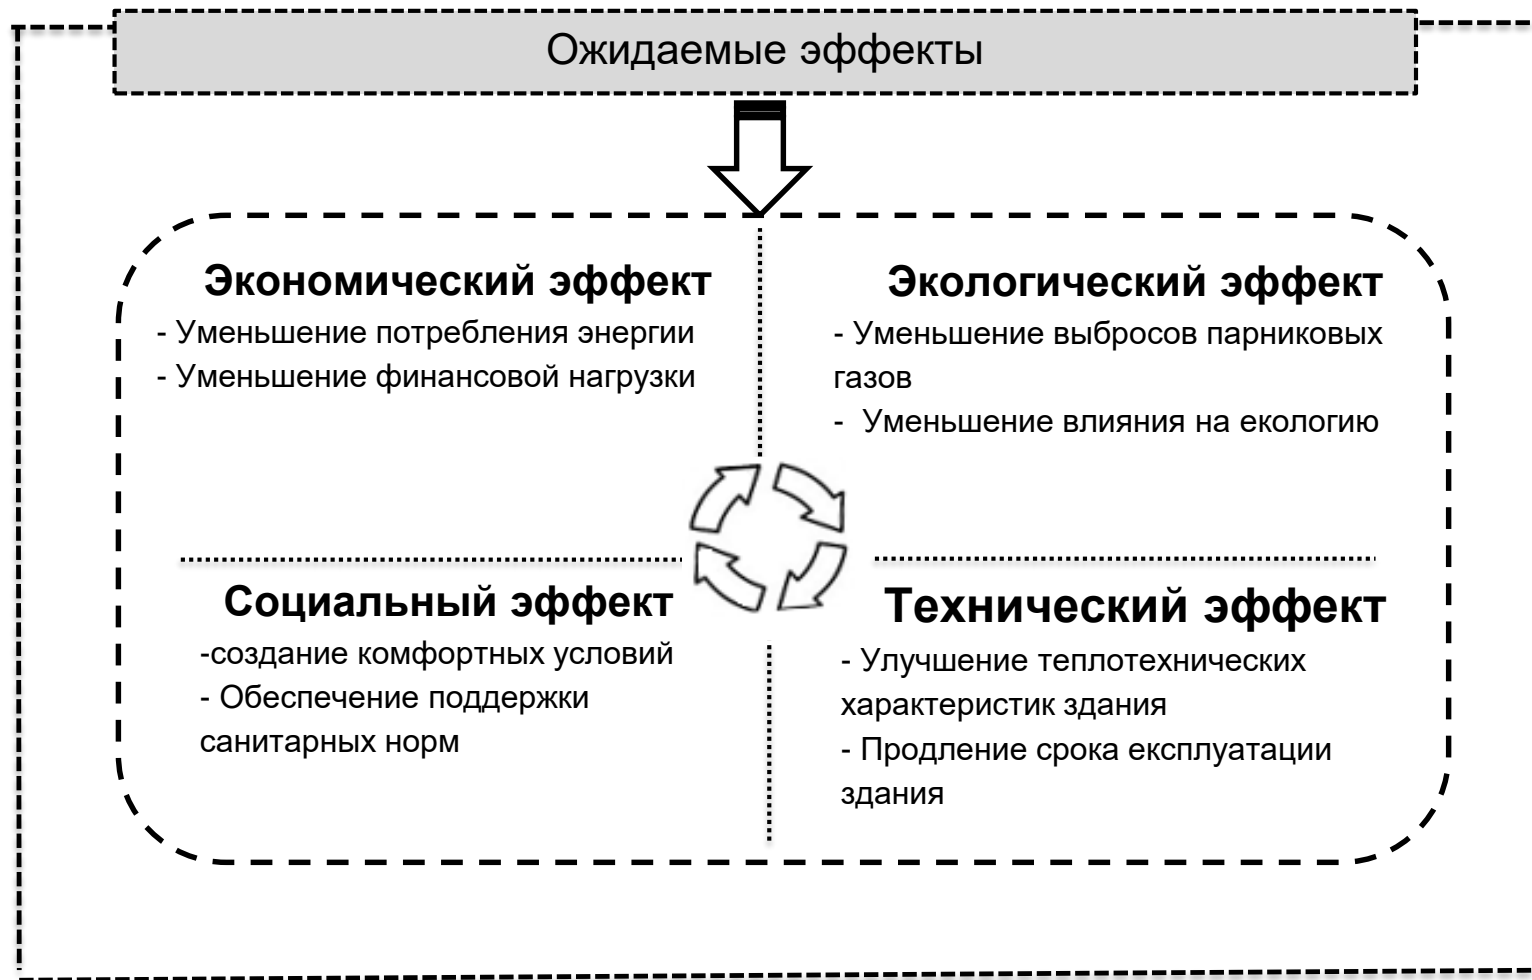 Ожидаемые эффекты
Экономический эффект
- Уменьшение потребления энергии
- Уменьшение финансовой нагрузки
Экологический эффект
- Уменьшение выбросов парниковых
газов
- Уменьшение влияния на екологию
Социальный эффект
-создание комфортных условий
- Обеспечение поддержки
санитарных норм
Технический эффект
- Улучшение теплотехнических
характеристик здания
- Продление срока експлуатации
здания